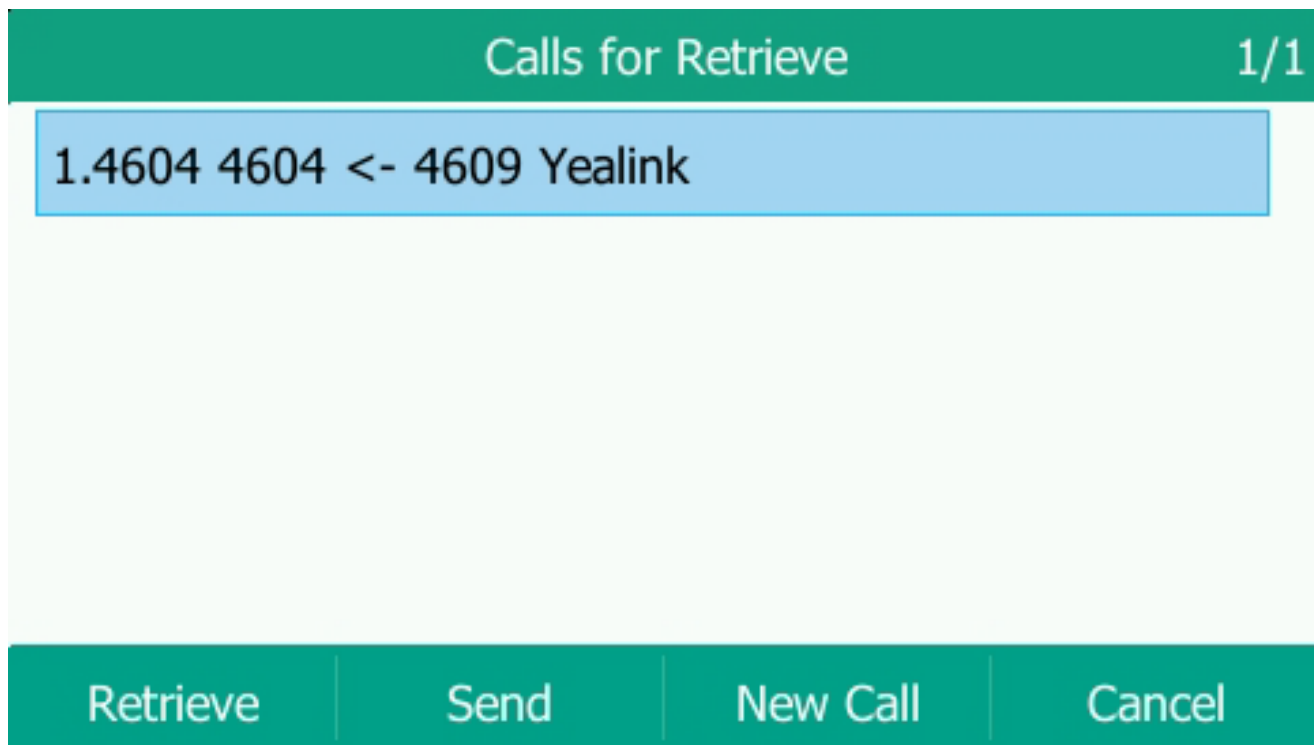 Calls for Retrieve 1/1
1.4604 4604 <- 4609 Yealink
Retrieve Send New Call Cancel